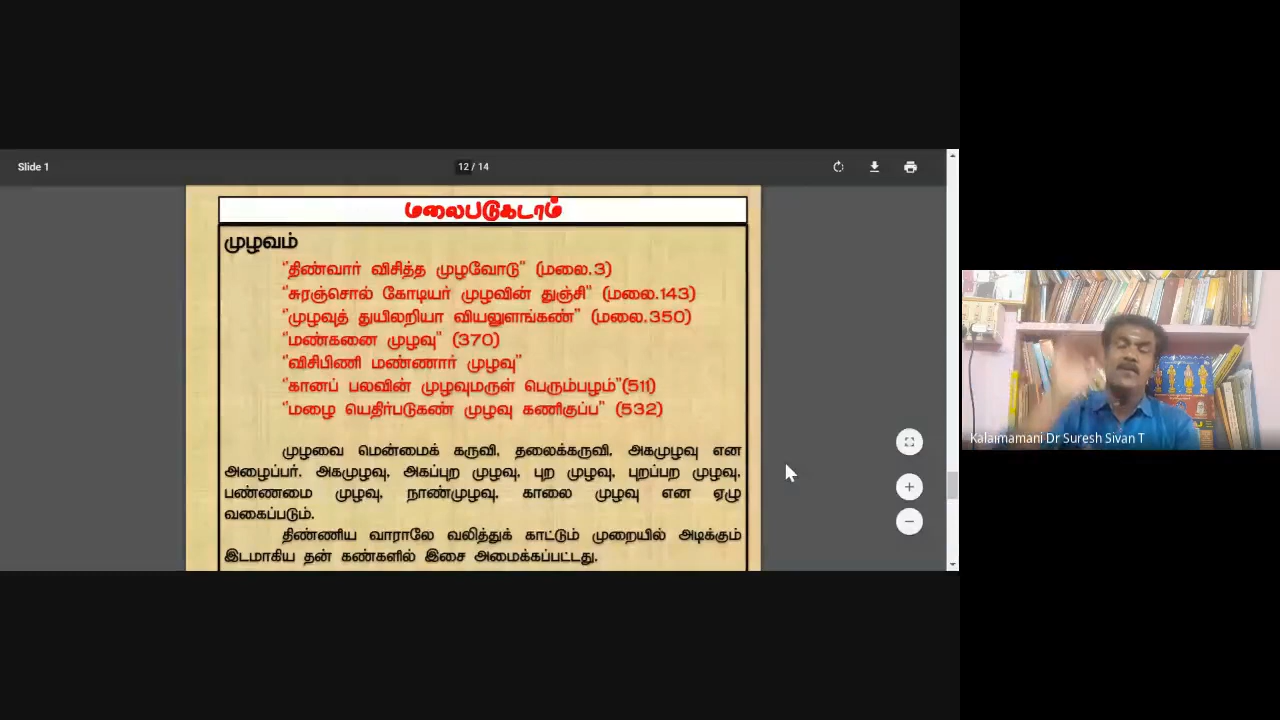 Slide 1
12 / 14
மலைபடுகடாம்
முழவம்
"திண்வார் விசித்த முழவோடு" (மலை.3)
"சுரஞ்சொல் கோடியர் முழவின் துஞ்சி" (மலை.143)
"முழவுத் துயிலறியா வியலுளங்கண்" (மலை.350)
"மண்கனை முழவு" (370)
"விசிபிணி மண்ணார் முழவு"
"கானப் பலவின் முழவுமருள் பெரும்பழம்"(511)
"மழை யெதிர்படுகண் முழவு கணிகுப்ப" (532)
முழவை மென்மைக் கருவி, தலைக்கருவி, அகமுழவு என
அழைப்பர். அகமுழவு, அகப்புற முழவு, புற முழவு, புறப்பற முழவு,
பண்ணமை முழவு, நாண்முழவு, காலை முழவு என ஏழு
வகைப்படும்.
திண்ணிய வாராலே வலித்துக் காட்டும் முறையில் அடிக்கும்
இடமாகிய தன் கண்களில் இசை அமைக்கப்பட்டது.
Kalaimamani Dr Suresh Sivan T